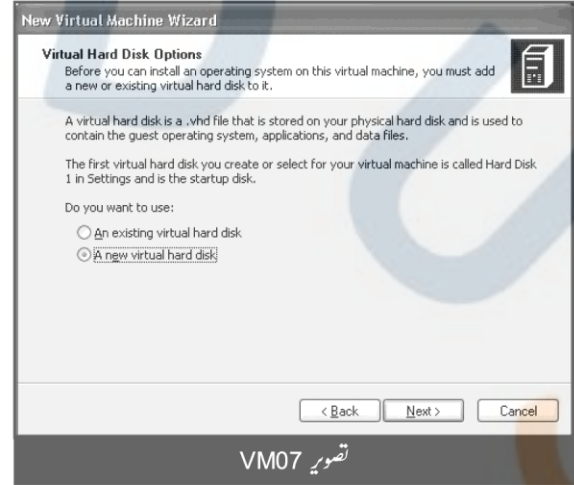 New Virtual Machine Wizard
Virtual Hard Disk Options
Before you can install an operating system on this virtual machine, you must add
a new or existing virtual hard disk to it.
A virtual hard disk is a .vhd file that is stored on your physical hard disk and is used to
contain the guest operating system, applications, and data files.
The first virtual hard disk you create or select for your virtual machine is called Hard Disk
1 in Settings and is the startup disk.
Do you want to use:
An existing virtual hard disk
A new virtual hard disk
< Back Next > Cancel
تصویر VM07